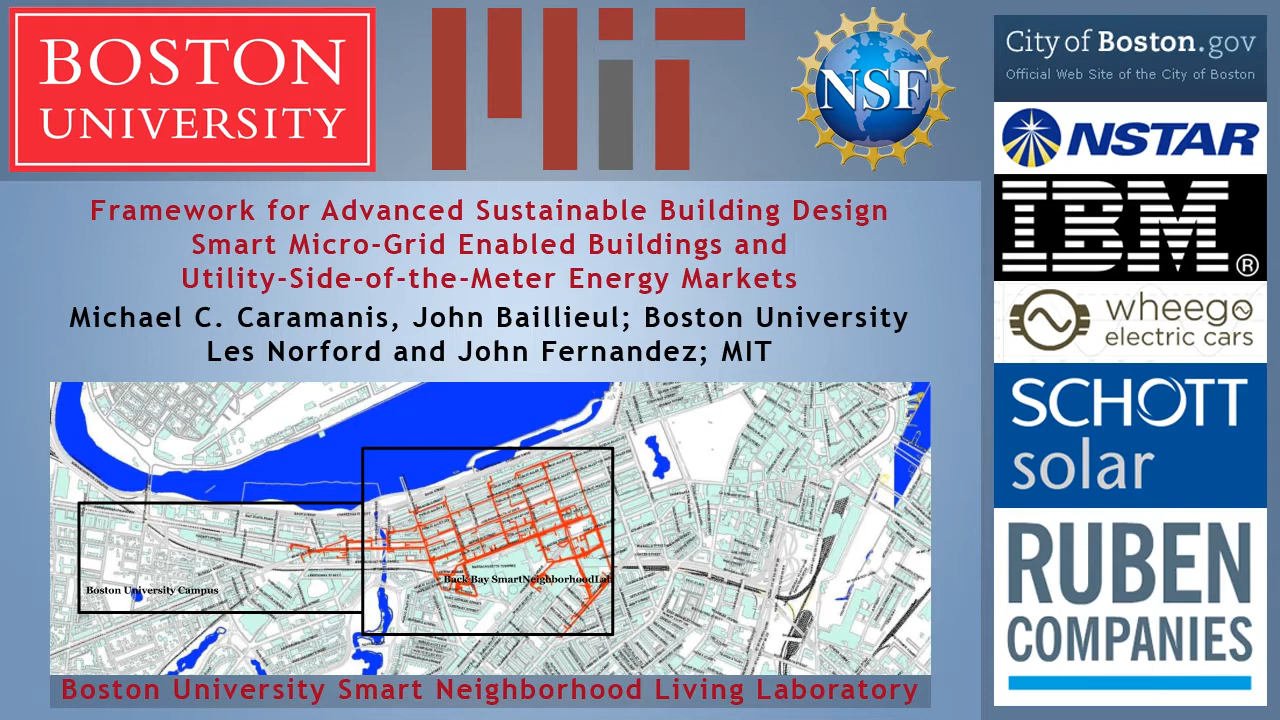 BOSTON
UNIVERSITY
MIT
NSF
City of Boston.gov
Official Web Site of the City of Boston
NSTAR
IBM®
wheego
electric cars
SCHOTT
solar
RUBEN
COMPANIES
Framework for Advanced Sustainable Building Design
Smart Micro-Grid Enabled Buildings and
Utility-Side-of-the-Meter Energy Markets
Michael C. Caramanis, John Baillieul; Boston University
Les Norford and John Fernandez; MIT
Back Bay SmartNeighborhoodLab
Boston University Campus
Boston University Smart Neighborhood Living Laboratory